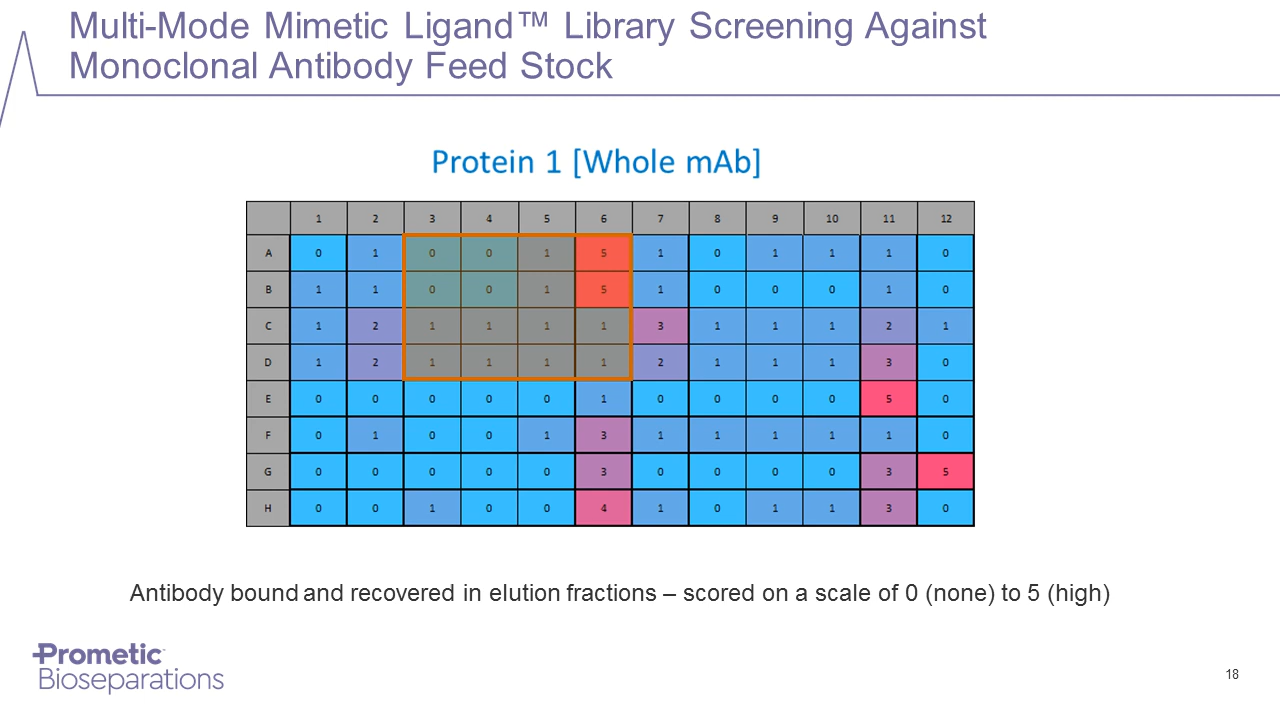 Multi-Mode Mimetic Ligand™ Library Screening Against
Monoclonal Antibody Feed Stock
Protein 1 [Whole mAb]
1 2 3 4 5 6 7 8 9 10 11 12
A 0 1 0 0 1 5 1 0 1 1 1 0
B 1 1 0 0 1 5 1 0 0 0 1 0
C 1 2 1 1 1 1 3 1 1 1 2 1
D 1 2 1 1 1 1 2 1 1 1 3 0
E 0 0 0 0 0 1 0 0 0 0 5 0
F 0 1 0 0 1 3 1 1 1 1 1 0
G 0 0 0 0 0 3 0 0 0 0 3 5
H 0 0 1 0 0 4 1 0 1 1 3 0
Antibody bound and recovered in elution fractions – scored on a scale of 0 (none) to 5 (high)
Prometic
Bioseparations
18